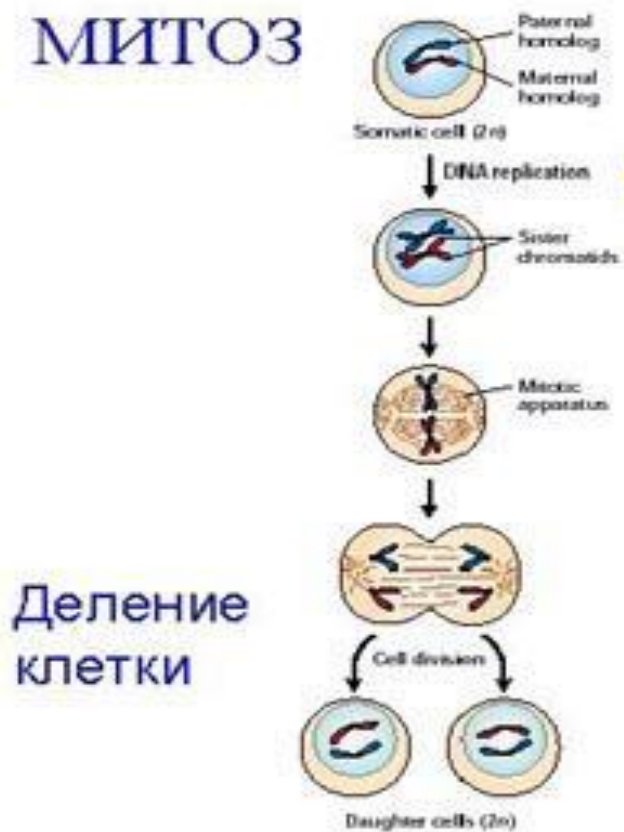 МИТОЗ
Paternal
homolog
Maternal
homolog
Somatic cell (2n)
DNA replication
Sister
chromatids
Mitotic
apparatus
Деление
клетки
Cell division
Daughter cells (2n)